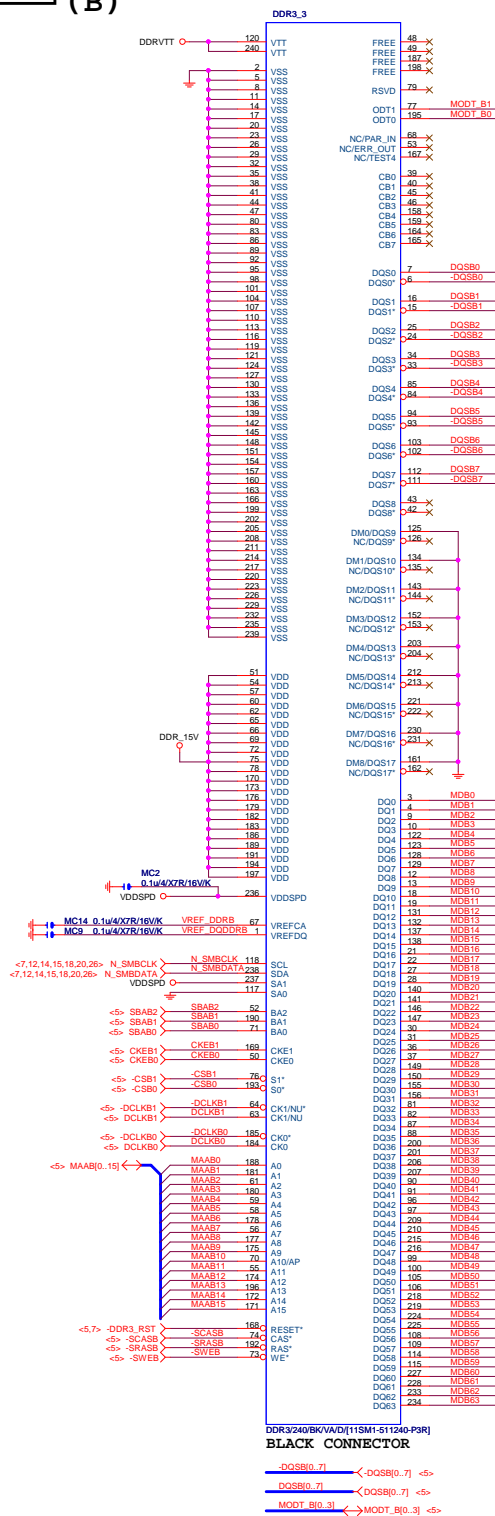 (B)
DDR3_3
DDRVTT
120 VTT
240 VTT
2 VSS
5 VSS
8 VSS
11 VSS
14 VSS
17 VSS
20 VSS
23 VSS
26 VSS
29 VSS
32 VSS
35 VSS
38 VSS
41 VSS
44 VSS
47 VSS
80 VSS
83 VSS
86 VSS
89 VSS
92 VSS
95 VSS
98 VSS
101 VSS
104 VSS
107 VSS
110 VSS
113 VSS
116 VSS
119 VSS
121 VSS
124 VSS
127 VSS
130 VSS
133 VSS
136 VSS
139 VSS
142 VSS
145 VSS
148 VSS
151 VSS
154 VSS
157 VSS
160 VSS
163 VSS
166 VSS
199 VSS
202 VSS
205 VSS
208 VSS
211 VSS
214 VSS
217 VSS
220 VSS
223 VSS
226 VSS
229 VSS
232 VSS
235 VSS
239 VSS
DDR_15V
51 VDD
54 VDD
57 VDD
60 VDD
62 VDD
65 VDD
66 VDD
69 VDD
72 VDD
75 VDD
78 VDD
170 VDD
173 VDD
176 VDD
179 VDD
182 VDD
183 VDD
186 VDD
189 VDD
191 VDD
194 VDD
197 VDD
MC2
0.1u/4/X7R/16V/K
VDDSPD 236 VDDSPD
MC14 0.1u/4/X7R/16V/K VREF_DDRB 67 VREFCA
MC9 0.1u/4/X7R/16V/K VREF_DQDDRB 1 VREFDQ
<7,12,14,15,18,20,26> N_SMBCLK N_SMBCLK 118 SCL
<7,12,14,15,18,20,26> N_SMBDATA N_SMBDATA 238 SDA
VDDSPD 237 SA1
117 SA0
<5> SBAB2 SBAB2 52 BA2
<5> SBAB1 SBAB1 190 BA1
<5> SBAB0 SBAB0 71 BA0
<5> CKEB1 CKEB1 169 CKE1
<5> CKEB0 CKEB0 50 CKE0
<5> -CSB1 -CSB1 76 S1*
<5> -CSB0 -CSB0 193 S0*
<5> -DCLKB1 -DCLKB1 64 CK1/NU*
<5> DCLKB1 DCLKB1 63 CK1/NU
<5> -DCLKB0 -DCLKB0 185 CK0*
<5> DCLKB0 DCLKB0 184 CK0
<5> MAAB[0..15]
MAAB0 188 A0
MAAB1 181 A1
MAAB2 61 A2
MAAB3 180 A3
MAAB4 59 A4
MAAB5 58 A5
MAAB6 178 A6
MAAB7 56 A7
MAAB8 177 A8
MAAB9 175 A9
MAAB10 70 A10/AP
MAAB11 55 A11
MAAB12 174 A12
MAAB13 196 A13
MAAB14 172 A14
MAAB15 171 A15
<5,7> -DDR3_RST 168 RESET*
<5> -SCASB -SCASB 74 CAS*
<5> -SRASB -SRASB 192 RAS*
<5> -SWEB -SWEB 73 WE*
FREE 48
FREE 49
FREE 187
FREE 198
RSVD 79
ODT1 77 MODT_B1
ODT0 195 MODT_B0
NC/PAR_IN 68
NC/ERR_OUT 53
NC/TEST4 167
CB0 39
CB1 40
CB2 45
CB3 46
CB4 158
CB5 159
CB6 164
CB7 165
DQS0 7 DQSB0
DQS0* 6 -DQSB0
DQS1 16 DQSB1
DQS1* 15 -DQSB1
DQS2 25 DQSB2
DQS2* 24 -DQSB2
DQS3 34 DQSB3
DQS3* 33 -DQSB3
DQS4 85 DQSB4
DQS4* 84 -DQSB4
DQS5 94 DQSB5
DQS5* 93 -DQSB5
DQS6 103 DQSB6
DQS6* 102 -DQSB6
DQS7 112 DQSB7
DQS7* 111 -DQSB7
DQS8 43
DQS8* 42
DM0/DQS9 125
NC/DQS9* 126
DM1/DQS10 134
NC/DQS10* 135
DM2/DQS11 143
NC/DQS11* 144
DM3/DQS12 152
NC/DQS12* 153
DM4/DQS13 203
NC/DQS13* 204
DM5/DQS14 212
NC/DQS14* 213
DM6/DQS15 221
NC/DQS15* 222
DM7/DQS16 230
NC/DQS16* 231
DM8/DQS17 161
NC/DQS17* 162
DQ0 3 MDB0
DQ1 4 MDB1
DQ2 9 MDB2
DQ3 10 MDB3
DQ4 122 MDB4
DQ5 123 MDB5
DQ6 128 MDB6
DQ7 129 MDB7
DQ8 12 MDB8
DQ9 13 MDB9
DQ10 18 MDB10
DQ11 19 MDB11
DQ12 131 MDB12
DQ13 132 MDB13
DQ14 137 MDB14
DQ15 138 MDB15
DQ16 21 MDB16
DQ17 22 MDB17
DQ18 27 MDB18
DQ19 28 MDB19
DQ20 140 MDB20
DQ21 141 MDB21
DQ22 146 MDB22
DQ23 147 MDB23
DQ24 30 MDB24
DQ25 31 MDB25
DQ26 36 MDB26
DQ27 37 MDB27
DQ28 149 MDB28
DQ29 150 MDB29
DQ30 155 MDB30
DQ31 156 MDB31
DQ32 81 MDB32
DQ33 82 MDB33
DQ34 87 MDB34
DQ35 88 MDB35
DQ36 200 MDB36
DQ37 201 MDB37
DQ38 206 MDB38
DQ39 207 MDB39
DQ40 90 MDB40
DQ41 91 MDB41
DQ42 96 MDB42
DQ43 97 MDB43
DQ44 209 MDB44
DQ45 210 MDB45
DQ46 215 MDB46
DQ47 216 MDB47
DQ48 99 MDB48
DQ49 100 MDB49
DQ50 105 MDB50
DQ51 106 MDB51
DQ52 218 MDB52
DQ53 219 MDB53
DQ54 224 MDB54
DQ55 225 MDB55
DQ56 108 MDB56
DQ57 109 MDB57
DQ58 114 MDB58
DQ59 115 MDB59
DQ60 227 MDB60
DQ61 228 MDB61
DQ62 233 MDB62
DQ63 234 MDB63
DDR3/240/BK/VA/D/[11SM1-511240-P3R]
BLACK CONNECTOR
-DQSB[0..7] -DQSB[0..7] <5>
DQSB[0..7] DQSB[0..7] <5>
MODT_B[0..3] MODT_B[0..3] <5>